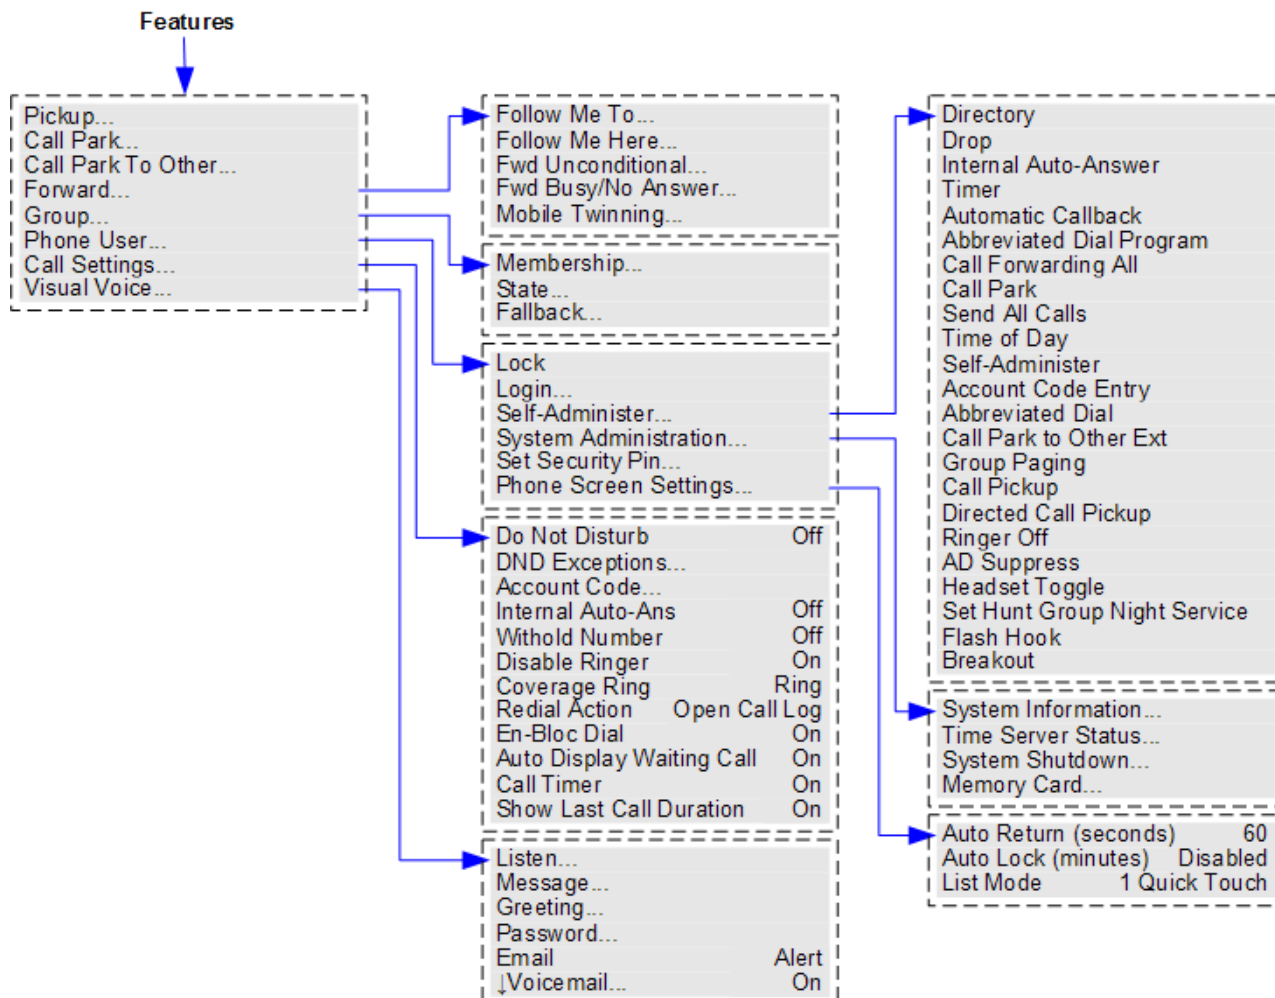 Features
Pickup...
Call Park...
Call Park To Other...
Forward...
Group...
Phone User...
Call Settings...
Visual Voice...
Follow Me To...
Follow Me Here...
Fwd Unconditional...
Fwd Busy/No Answer...
Mobile Twinning...
Membership...
State...
Fallback...
Lock
Login...
Self-Administer...
System Administration...
Set Security Pin...
Phone Screen Settings...
Do Not Disturb Off
DND Exceptions...
Account Code...
Internal Auto-Ans Off
Withold Number Off
Disable Ringer On
Coverage Ring Ring
Redial Action Open Call Log
En-Bloc Dial On
Auto Display Waiting Call On
Call Timer On
Show Last Call Duration On
Listen...
Message...
Greeting...
Password...
Email Alert
↓Voicemail... On
Directory
Drop
Internal Auto-Answer
Timer
Automatic Callback
Abbreviated Dial Program
Call Forwarding All
Call Park
Send All Calls
Time of Day
Self-Administer
Account Code Entry
Abbreviated Dial
Call Park to Other Ext
Group Paging
Call Pickup
Directed Call Pickup
Ringer Off
AD Suppress
Headset Toggle
Set Hunt Group Night Service
Flash Hook
Breakout
System Information...
Time Server Status...
System Shutdown...
Memory Card...
Auto Return (seconds) 60
Auto Lock (minutes) Disabled
List Mode 1 Quick Touch